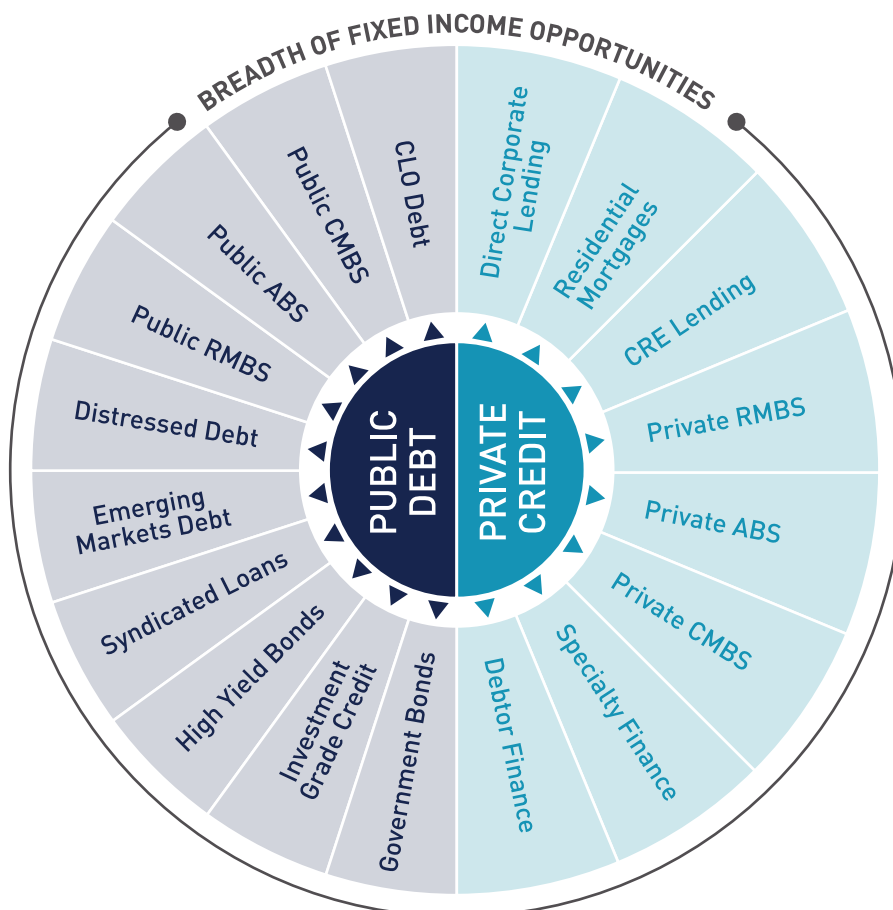 BREADTH OF FIXED INCOME OPPORTUNITIES
PUBLIC
DEBT
PRIVATE
CREDIT
CLO Debt
Public CMBS
Public ABS
Public RMBS
Distressed Debt
Emerging
Markets Debt
Syndicated Loans
High Yield Bonds
Investment
Grade Credit
Government Bonds
Direct Corporate
Lending
Residential
Mortgages
CRE Lending
Private RMBS
Private ABS
Private CMBS
Specialty Finance
Debtor Finance